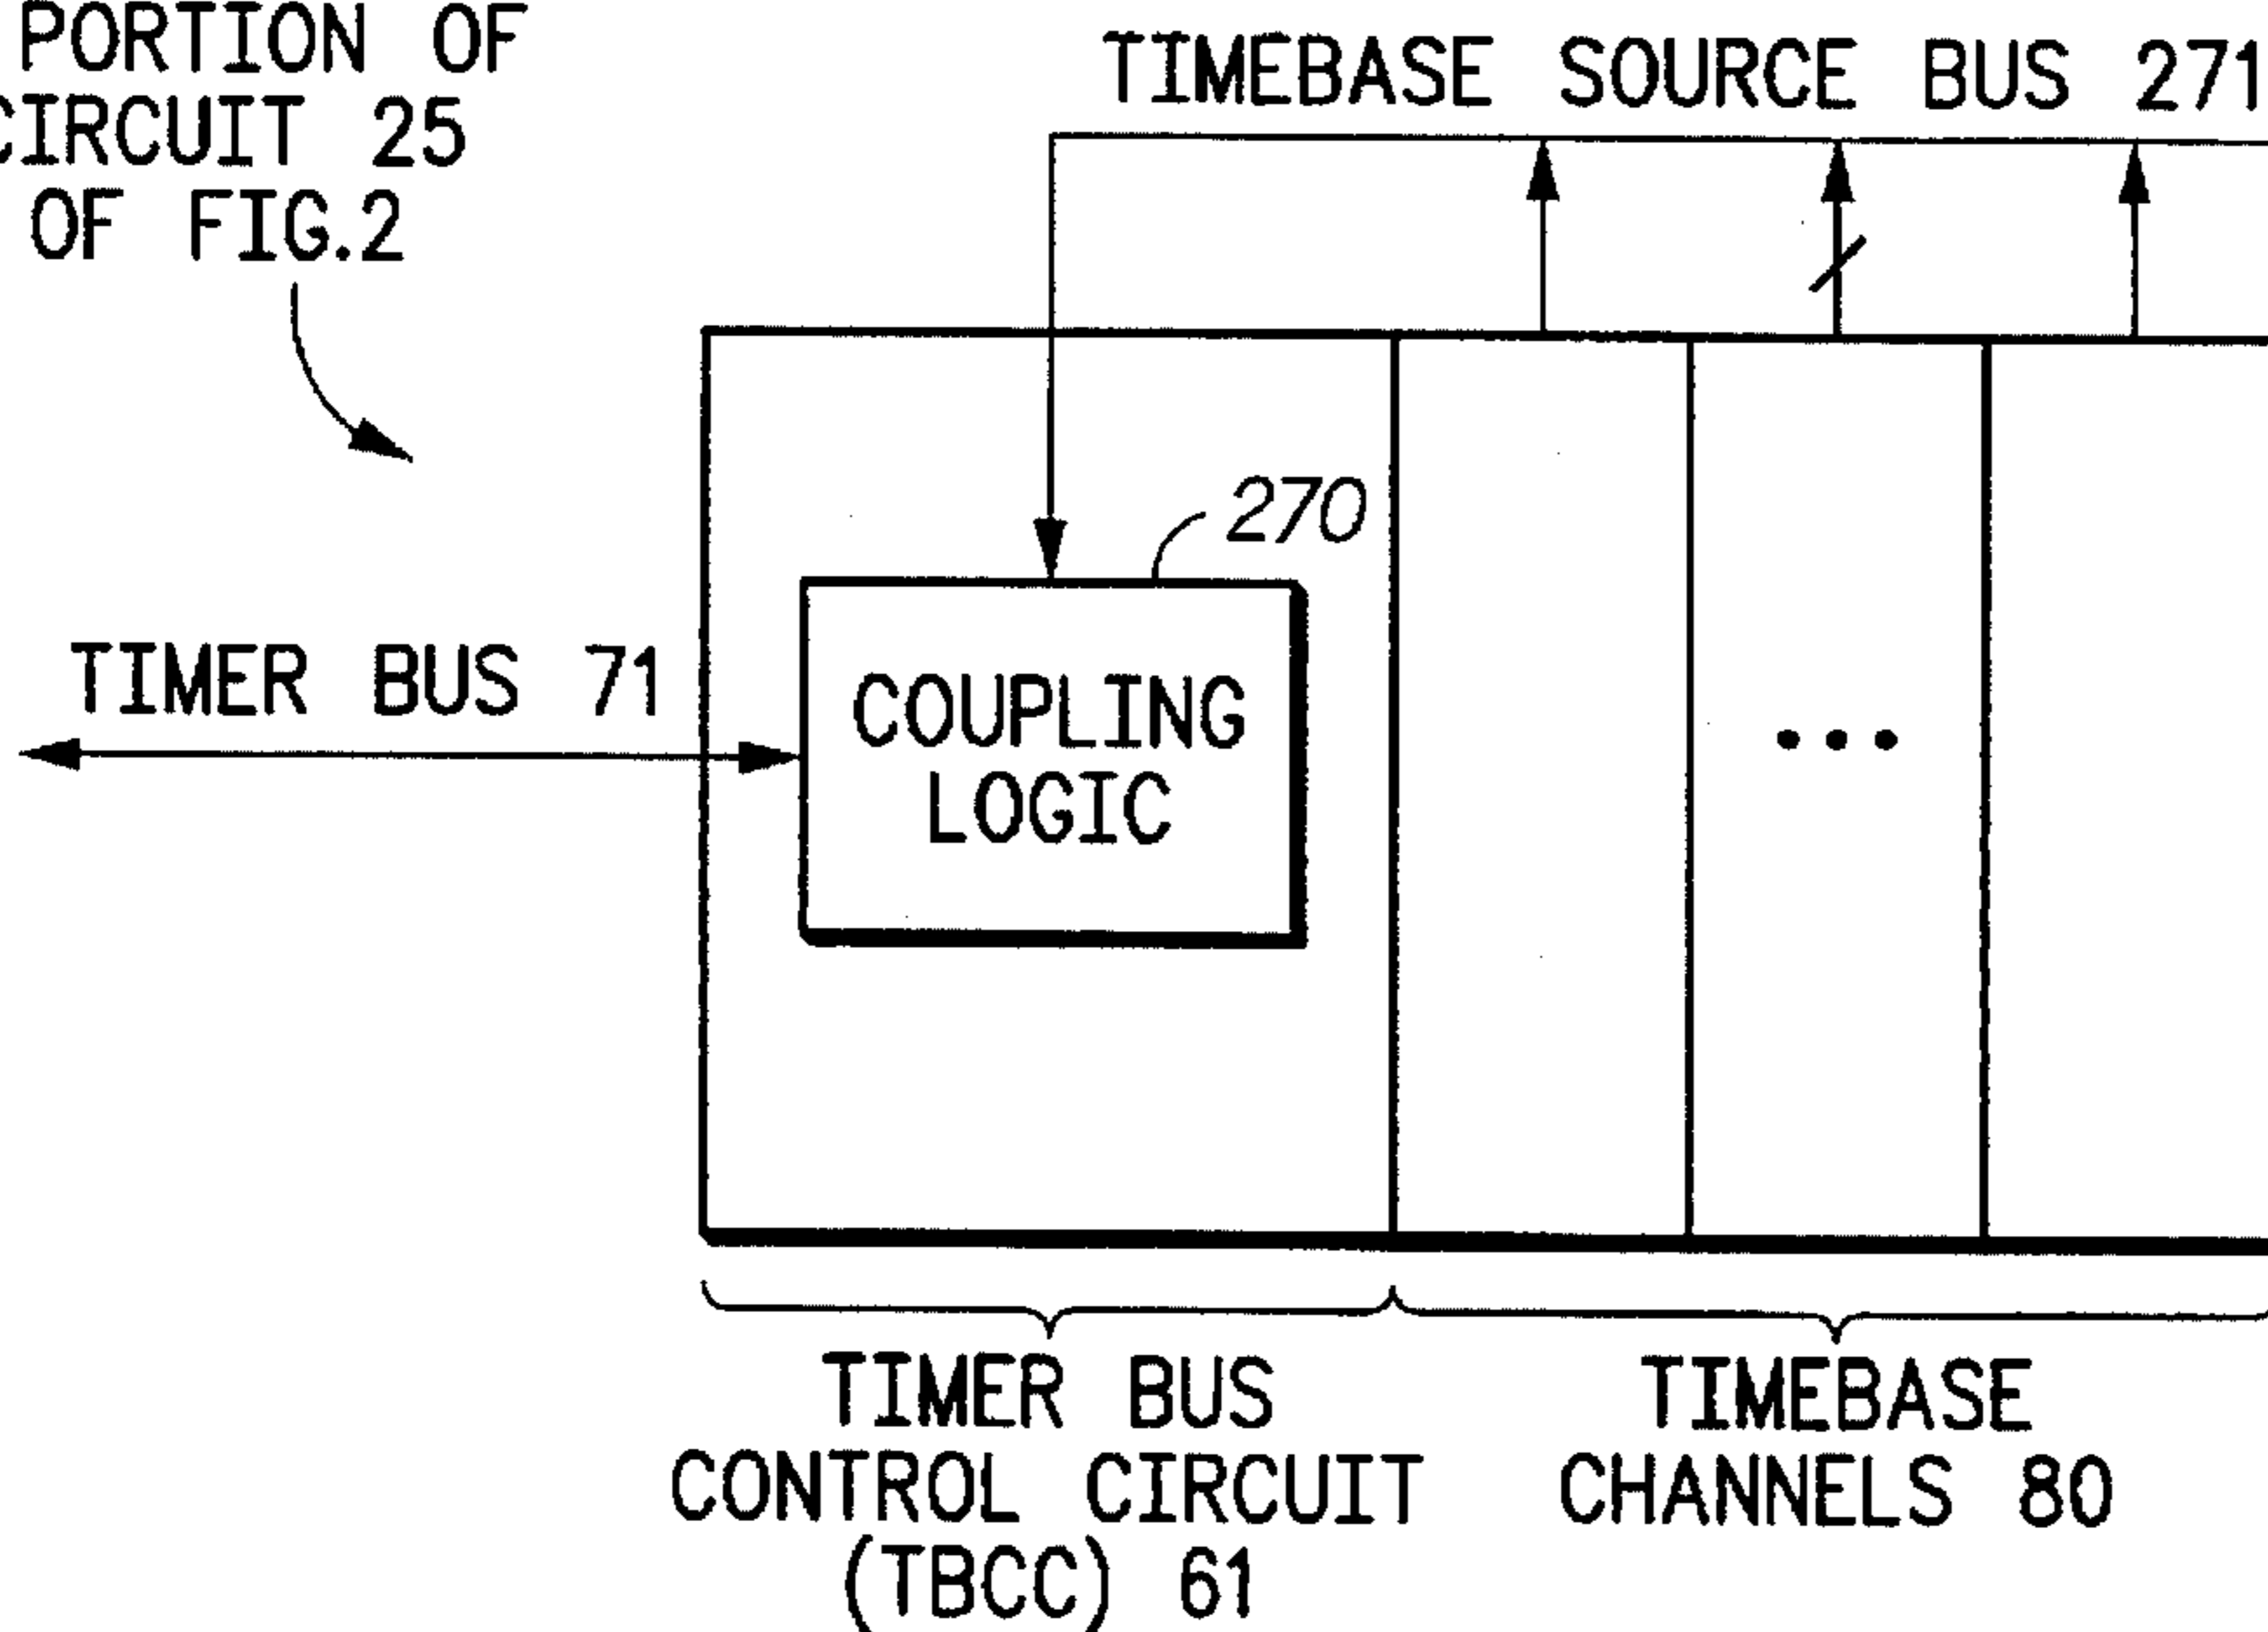 PORTION OF
CIRCUIT 25
OF FIG.2
TIMEBASE SOURCE BUS 271
270
TIMER BUS 71
COUPLING
LOGIC
TIMER BUS
CONTROL CIRCUIT
(TBCC) 61
TIMEBASE
CHANNELS 80